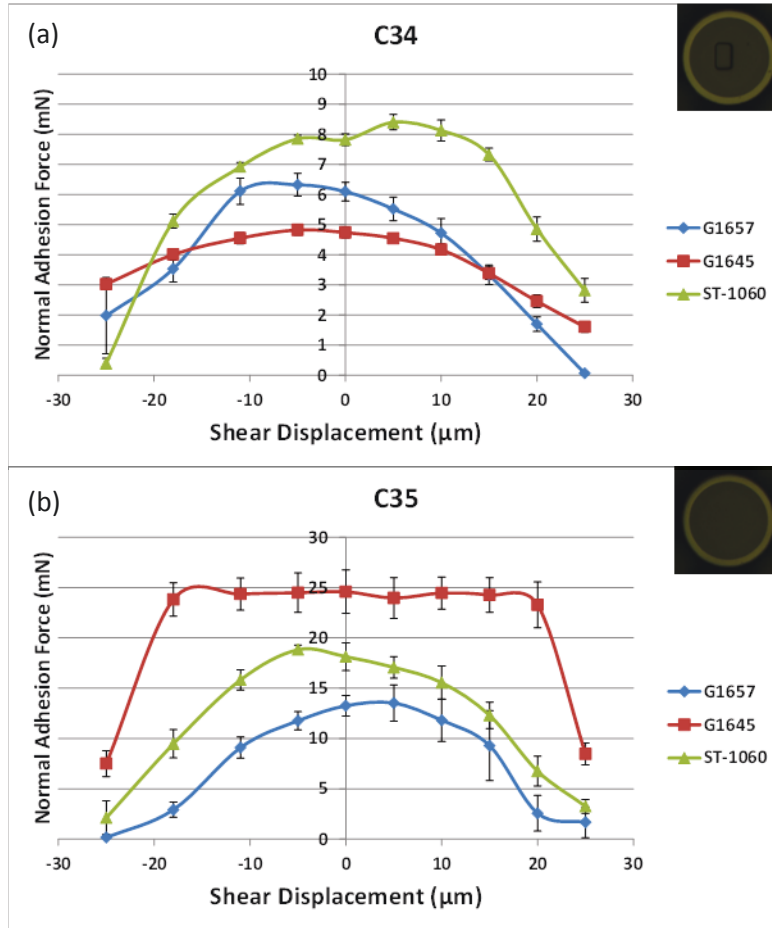 (a)
C34
Normal Adhesion Force (mN)
10
9
8
7
6
5
4
3
2
1
0
-30 -20 -10 0 10 20 30
Shear Displacement (µm)
G1657
G1645
ST-1060
(b)
C35
Normal Adhesion Force (mN)
30
25
20
15
10
5
0
-30 -20 -10 0 10 20 30
Shear Displacement (µm)
G1657
G1645
ST-1060